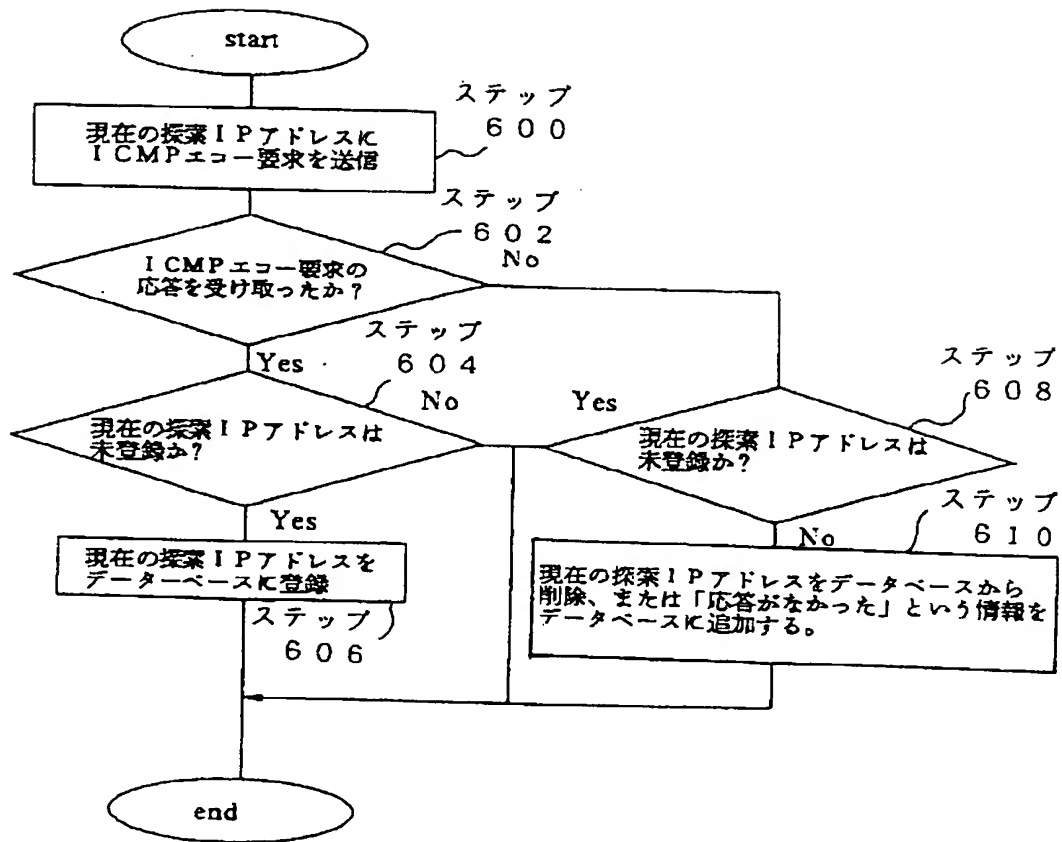 start
ステップ
600
現在の探索IPアドレスに
ICMPエコー要求を送信
ステップ
602
No
ICMPエコー要求の
応答を受け取ったか?
ステップ
604
Yes
No
現在の探索IPアドレスは
未登録か?
ステップ
608
Yes
現在の探索IPアドレスは
未登録か?
Yes
現在の探索IPアドレスを
データーベースに登録
ステップ
606
ステップ
610
No
現在の探索IPアドレスをデータベースから
削除、または「応答がなかった」という情報を
データベースに追加する。
end